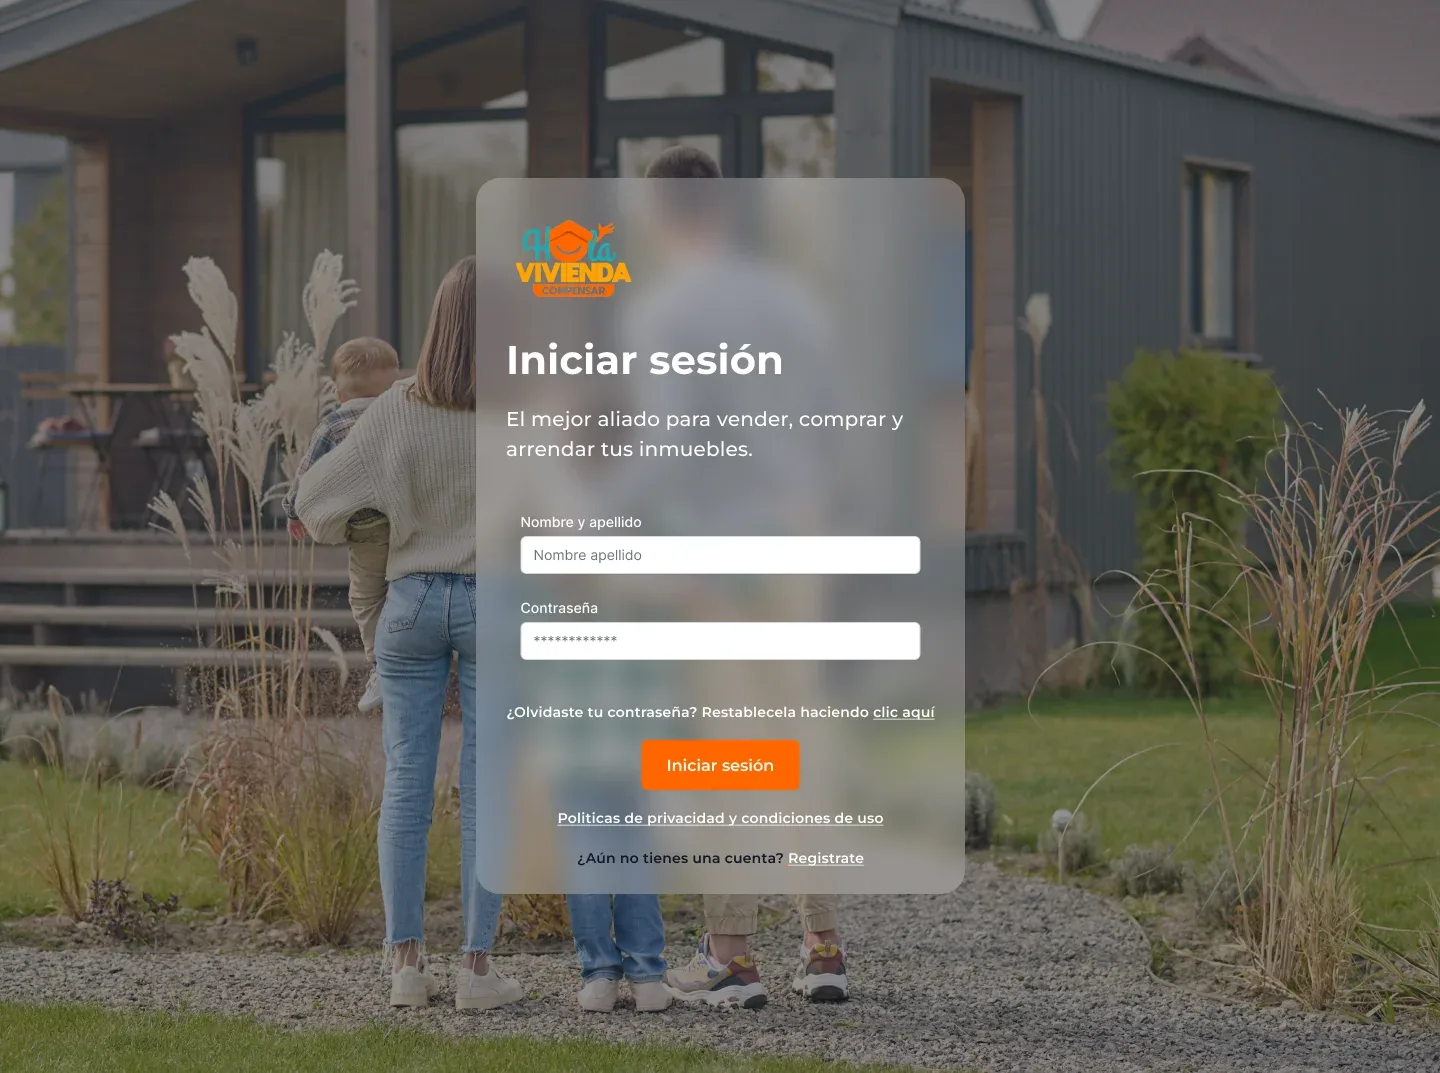 Hola
VIVIENDA
COMPENSAR
Iniciar sesión
El mejor aliado para vender, comprar y
arrendar tus inmuebles.
Nombre y apellido
Nombre apellido
Contraseña
************
¿Olvidaste tu contraseña? Restablecela haciendo clic aquí
Iniciar sesión
Politicas de privacidad y condiciones de uso
¿Aún no tienes una cuenta? Registrate